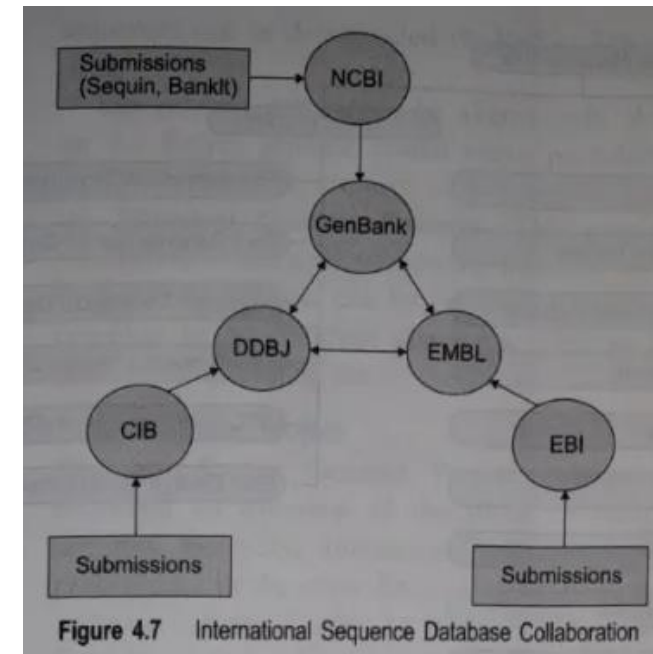 Submissions
(Sequin, BankIt)
NCBI
GenBank
DDBJ
EMBL
CIB
EBI
Submissions
Submissions
Figure 4.7 International Sequence Database Collaboration